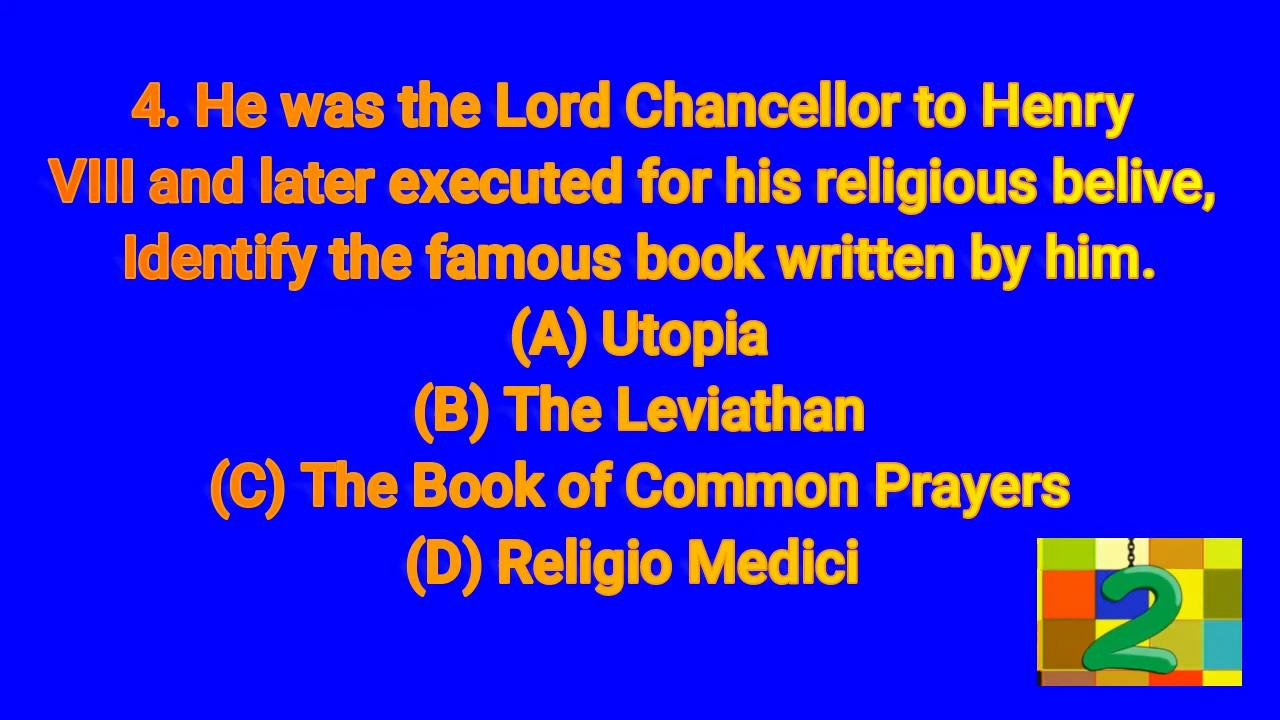 4. He was the Lord Chancellor to Henry
VIII and later executed for his religious belive,
Identify the famous book written by him.
(A) Utopia
(B) The Leviathan
(C) The Book of Common Prayers
(D) Religio Medici
2